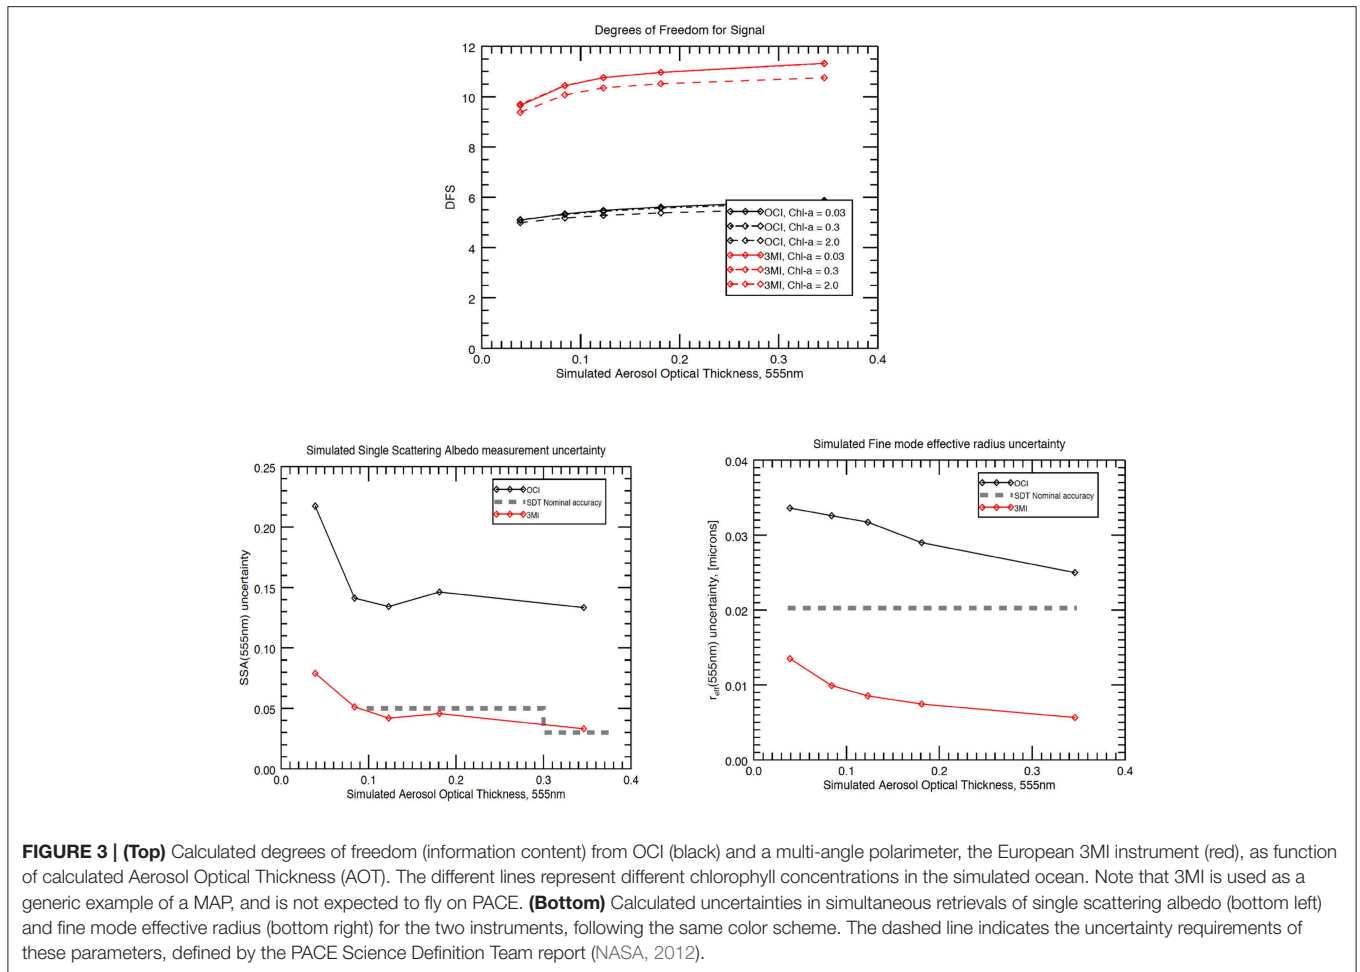 Degrees of Freedom for Signal
12
10
8
6
4
2
0
DFS
OCI, Chl-a = 0.03
OCI, Chl-a = 0.3
OCI, Chl-a = 2.0
3MI, Chl-a = 0.03
3MI, Chl-a = 0.3
3MI, Chl-a = 2.0
0.0 0.1 0.2 0.3 0.4
Simulated Aerosol Optical Thickness, 555nm
Simulated Single Scattering Albedo measurement uncertainty
0.25
0.20
0.15
0.10
0.05
0.00
SSA(555nm) uncertainty
OCI
SDT Nominal accuracy
3MI
0.0 0.1 0.2 0.3 0.4
Simulated Aerosol Optical Thickness, 555nm
Simulated Fine mode effective radius uncertainty
0.04
0.03
0.02
0.01
0.00
reff(555nm) uncertainty, [microns]
OCI
SDT Nominal accuracy
3MI
0.0 0.1 0.2 0.3 0.4
Simulated Aerosol Optical Thickness, 555nm
FIGURE 3 | (Top) Calculated degrees of freedom (information content) from OCI (black) and a multi-angle polarimeter, the European 3MI instrument (red), as function
of calculated Aerosol Optical Thickness (AOT). The different lines represent different chlorophyll concentrations in the simulated ocean. Note that 3MI is used as a
generic example of a MAP, and is not expected to fly on PACE. (Bottom) Calculated uncertainties in simultaneous retrievals of single scattering albedo (bottom left)
and fine mode effective radius (bottom right) for the two instruments, following the same color scheme. The dashed line indicates the uncertainty requirements of
these parameters, defined by the PACE Science Definition Team report (NASA, 2012).